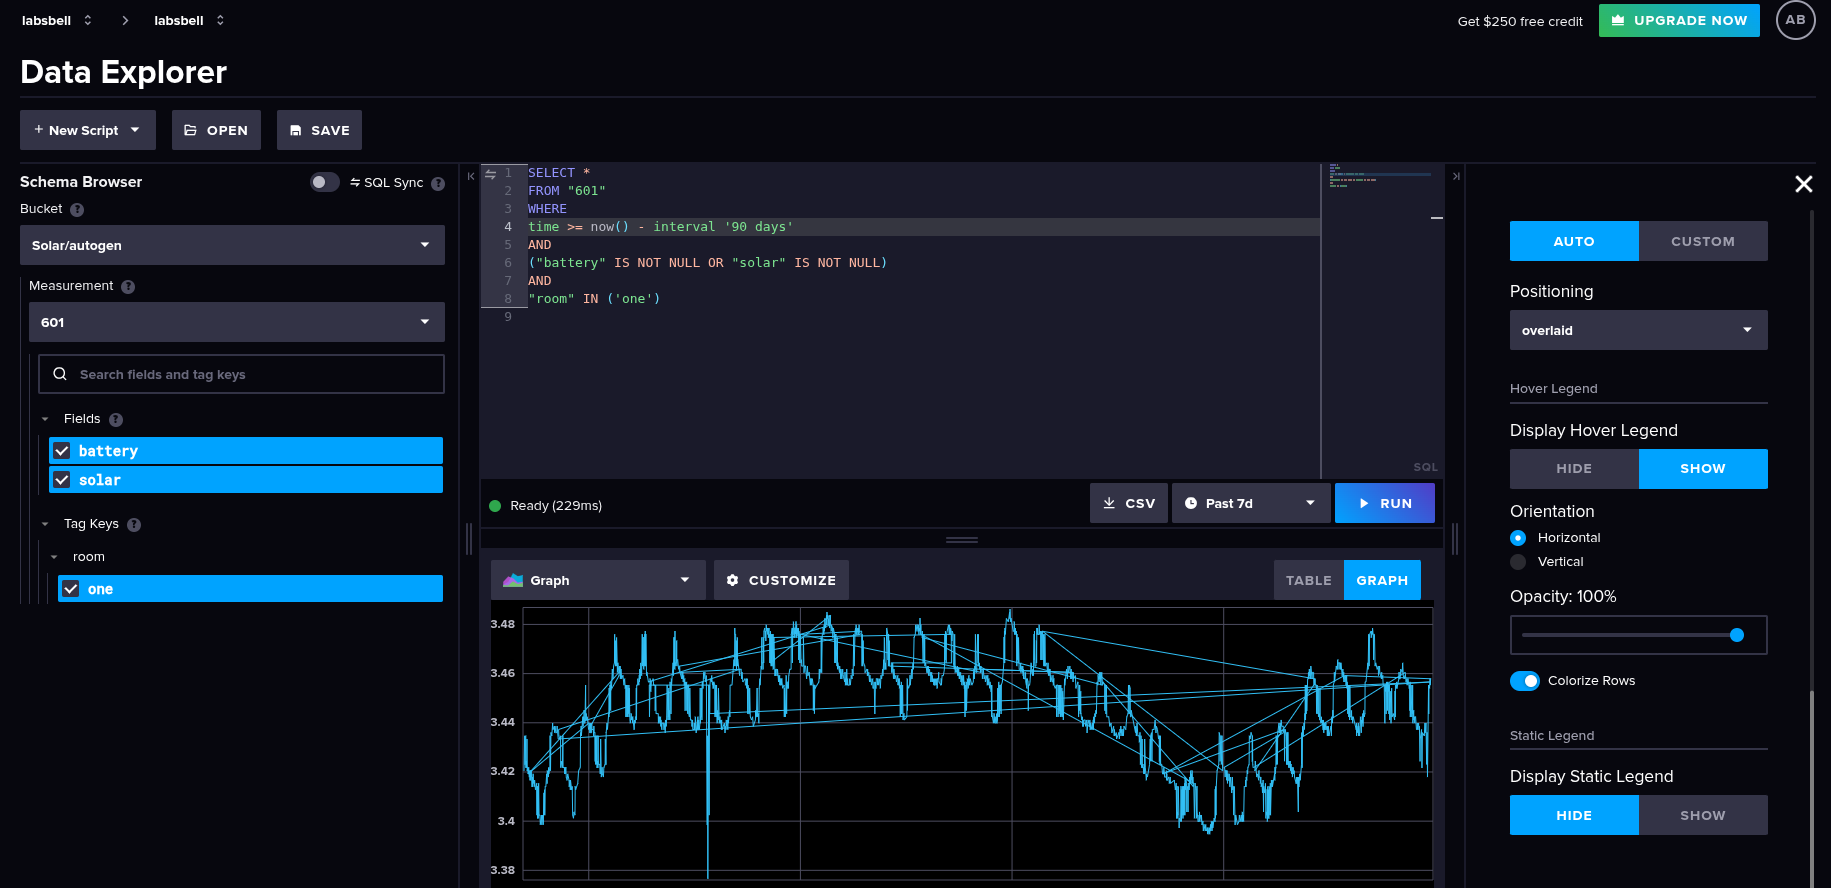 labsbell
labsbell
Get $250 free credit
UPGRADE NOW
AB
Data Explorer
+ New Script
OPEN
SAVE
Schema Browser
SQL Sync ?
Bucket ?
Solar/autogen
Measurement ?
601
Search fields and tag keys
Fields ?
battery
solar
Tag Keys ?
room
one
1 SELECT *
2 FROM "601"
3 WHERE
4 time >= now() - interval '90 days'
5 AND
6 ("battery" IS NOT NULL OR "solar" IS NOT NULL)
7 AND
8 "room" IN ('one')
9
SQL
Ready (229ms)
CSV
Past 7d
RUN
Graph
CUSTOMIZE
TABLE
GRAPH
3.48
3.46
3.44
3.42
3.4
3.38
AUTO
CUSTOM
Positioning
overlaid
Hover Legend
Display Hover Legend
HIDE
SHOW
Orientation
Horizontal
Vertical
Opacity: 100%
Colorize Rows
Static Legend
Display Static Legend
HIDE
SHOW